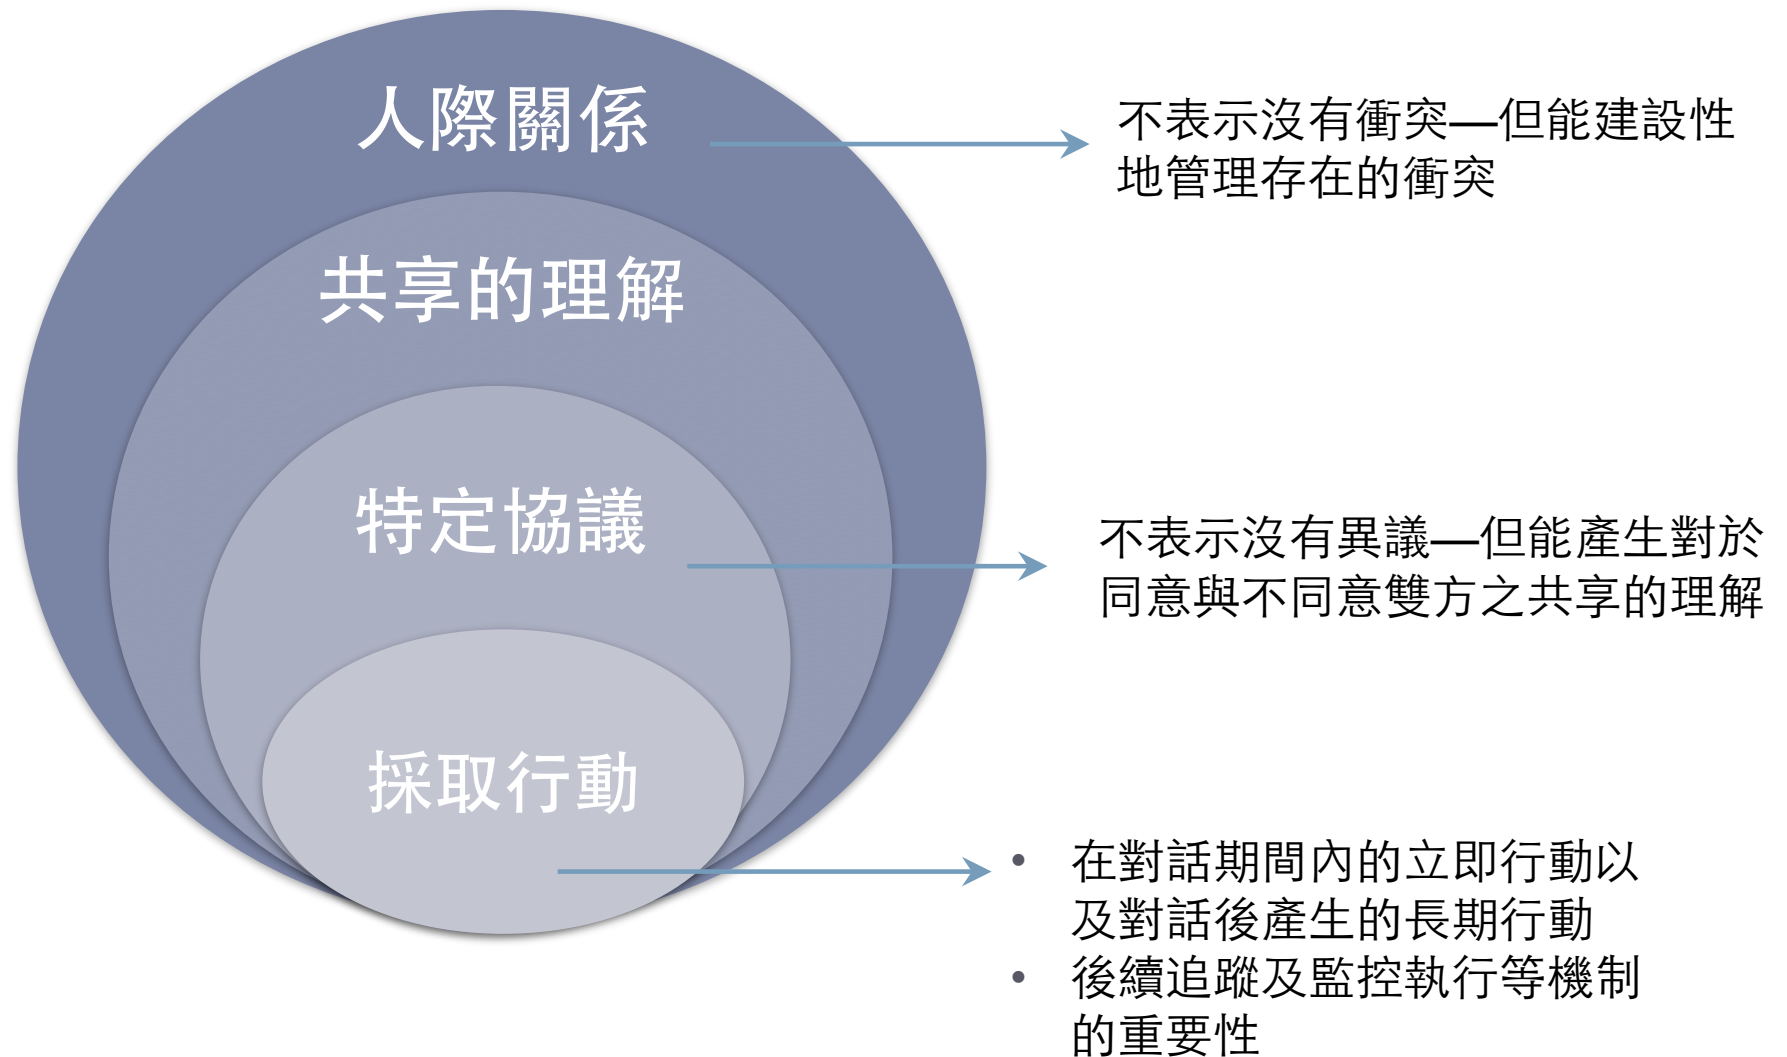 人際關係
不表示沒有衝突—但能建設性
地管理存在的衝突
共享的理解
特定協議
不表示沒有異議—但能產生對於
同意與不同意雙方之共享的理解
採取行動
• 在對話期間內的立即行動以
及對話後產生的長期行動
• 後續追蹤及監控執行等機制
的重要性